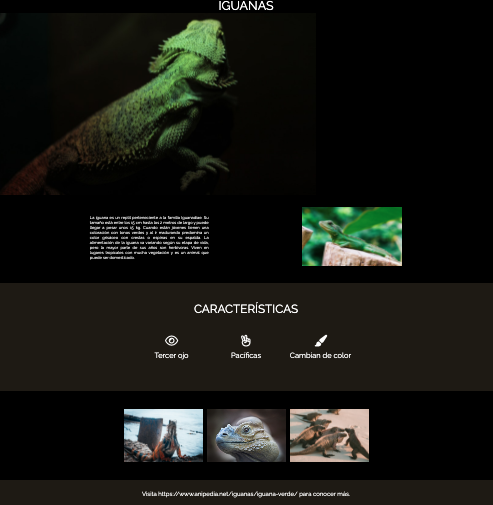 IGUANAS
La iguana es un reptil perteneciente a la familia Iguanadiae. Su
tamaño está entre los 15 cm hasta los 2 metros de largo y puede
llegar a pesar unos 15 kg. Cuando están jóvenes tienen una
coloración con tonos verdes y al ir madurando predomina un
color grisáceo con crestas o espinas en su espalda. La
alimentación de la iguana va variando según su etapa de vida,
pero la mayor parte de sus años son herbívoras. Viven en
lugares tropicales con mucha vegetación y es un animal que
puede ser domesticado.
CARACTERÍSTICAS
Tercer ojo
Pacíficas
Cambian de color
Visita https://www.anipedia.net/iguanas/iguana-verde/ para conocer más.